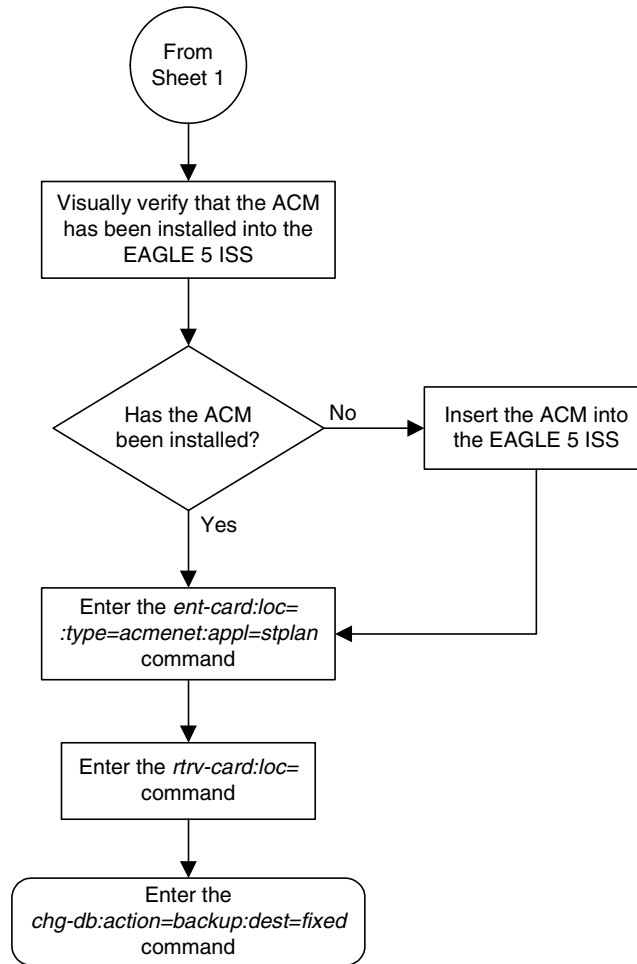 From
Sheet 1
Visually verify that the ACM
has been installed into the
EAGLE 5 ISS
Has the ACM
been installed?
No
Insert the ACM into
the EAGLE 5 ISS
Yes
Enter the ent-card:loc=
:type=acmenet:appl=stplan
command
Enter the rtrv-card:loc=
command
Enter the
chg-db:action=backup:dest=fixed
command